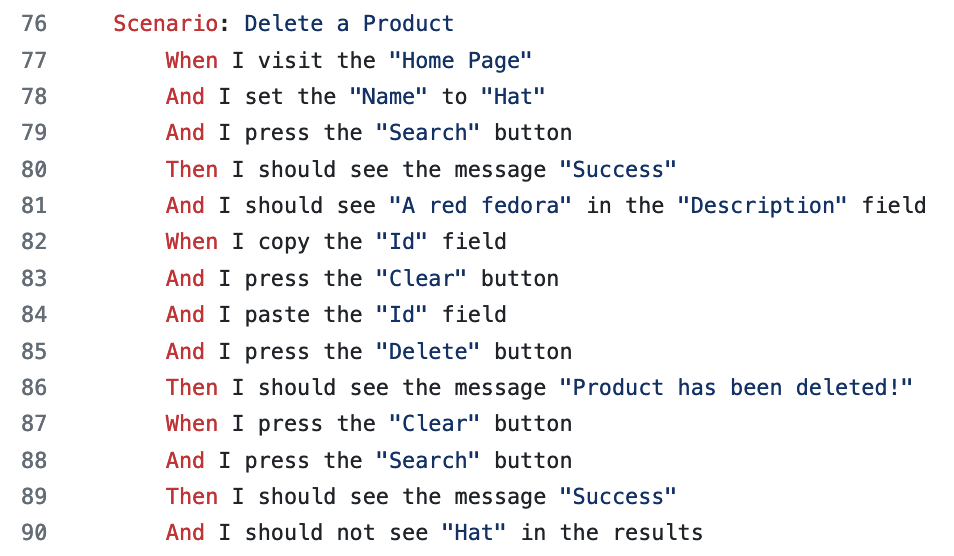 76 Scenario: Delete a Product
77 When I visit the "Home Page"
78 And I set the "Name" to "Hat"
79 And I press the "Search" button
80 Then I should see the message "Success"
81 And I should see "A red fedora" in the "Description" field
82 When I copy the "Id" field
83 And I press the "Clear" button
84 And I paste the "Id" field
85 And I press the "Delete" button
86 Then I should see the message "Product has been deleted!"
87 When I press the "Clear" button
88 And I press the "Search" button
89 Then I should see the message "Success"
90 And I should not see "Hat" in the results